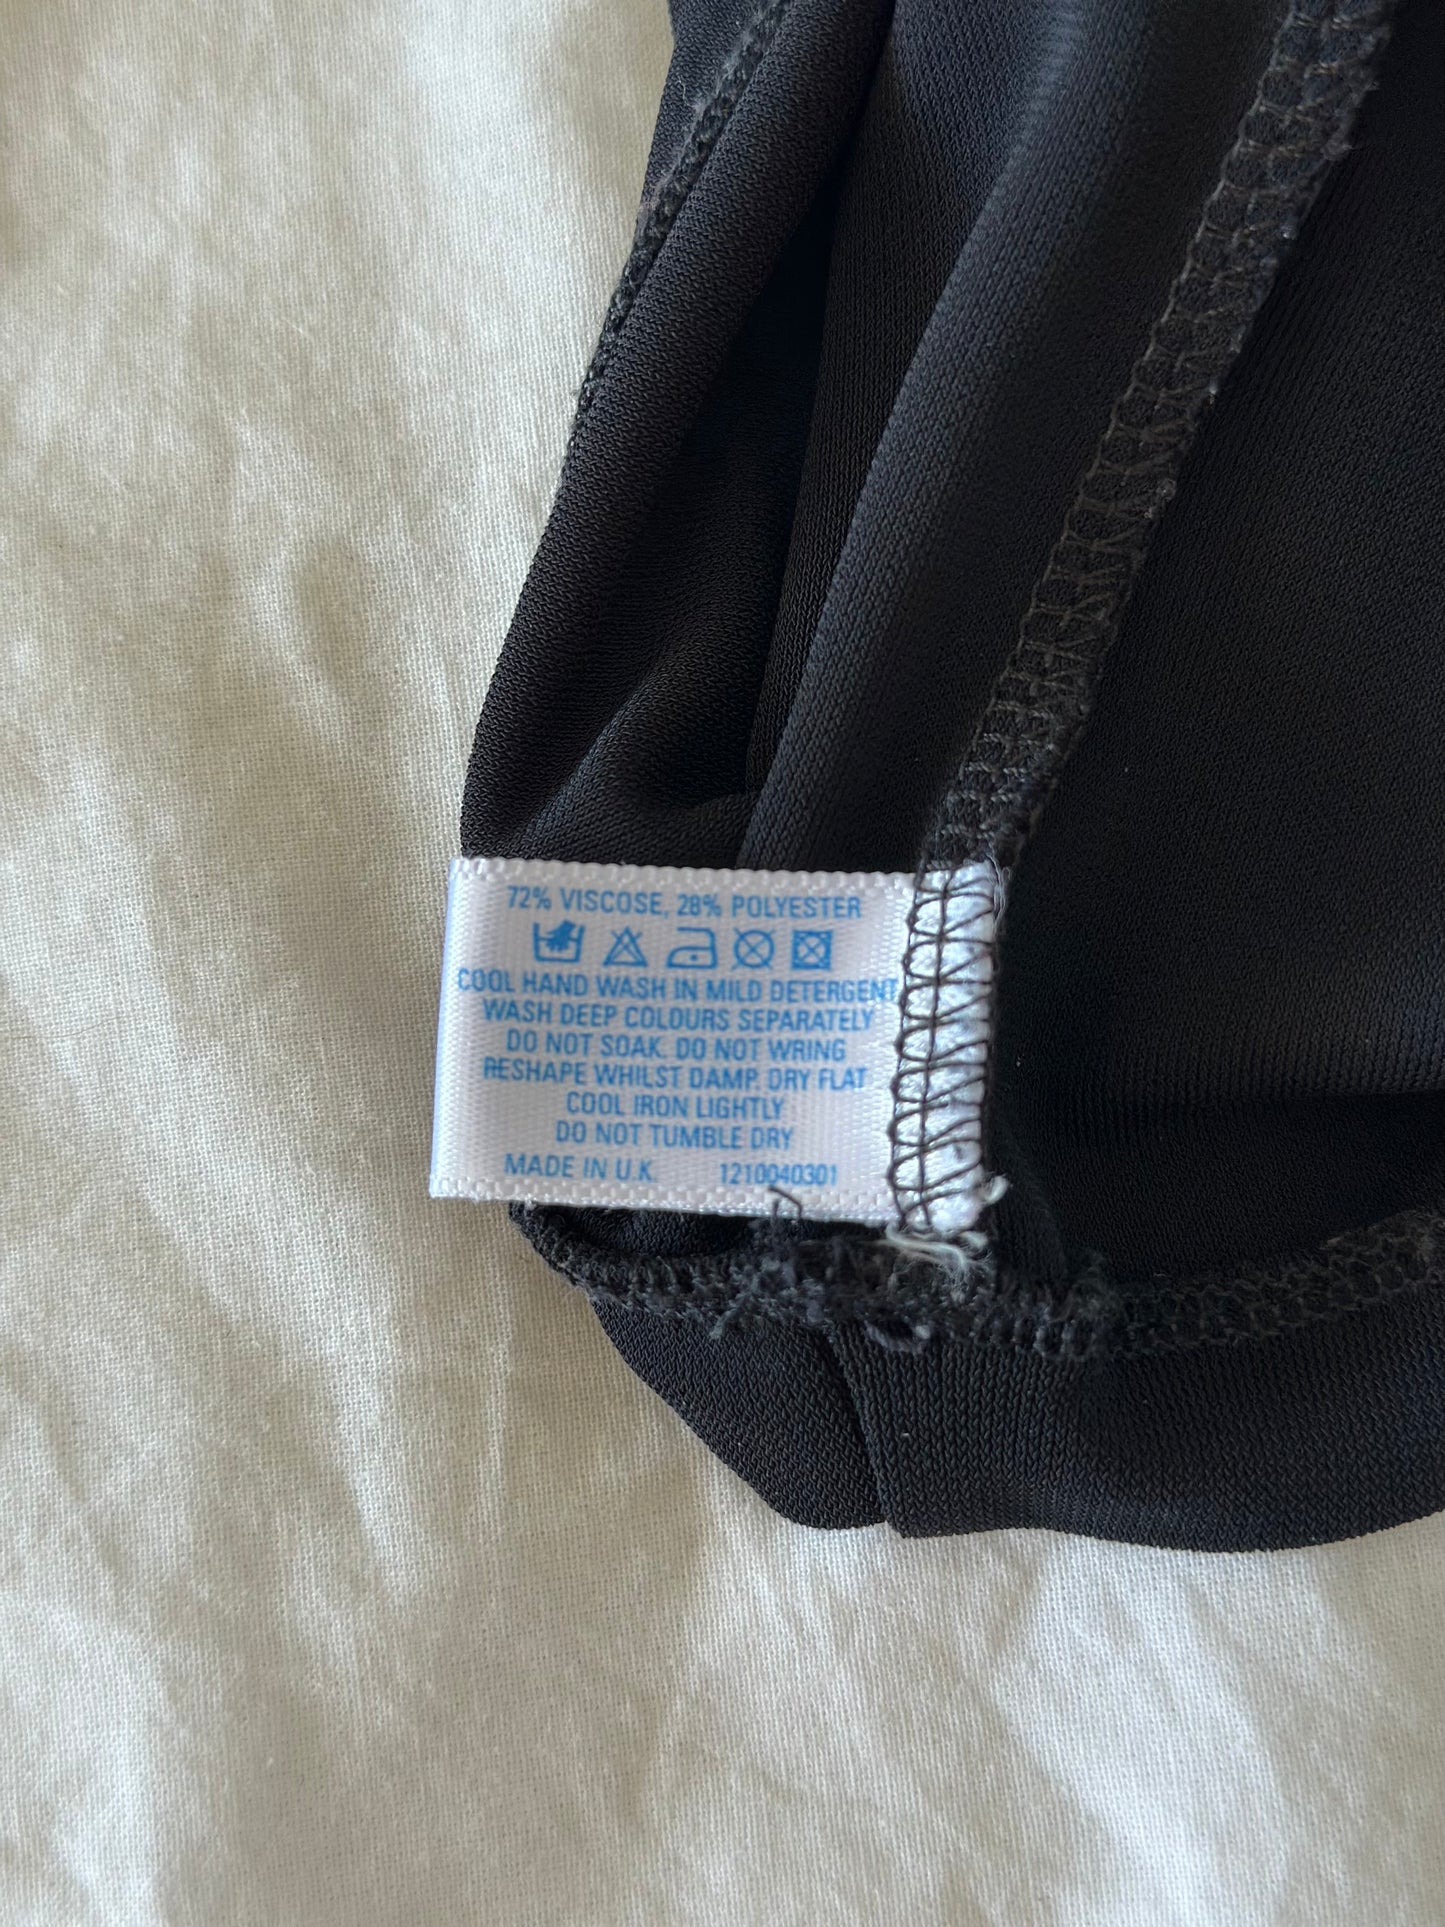 72% VISCOSE, 28% POLYESTER
COOL HAND WASH IN MILD DETERGENT
WASH DEEP COLOURS SEPARATELY
DO NOT SOAK. DO NOT WRING
RESHAPE WHILST DAMP. DRY FLAT
COOL IRON LIGHTLY
DO NOT TUMBLE DRY
MADE IN U.K. 1210040301